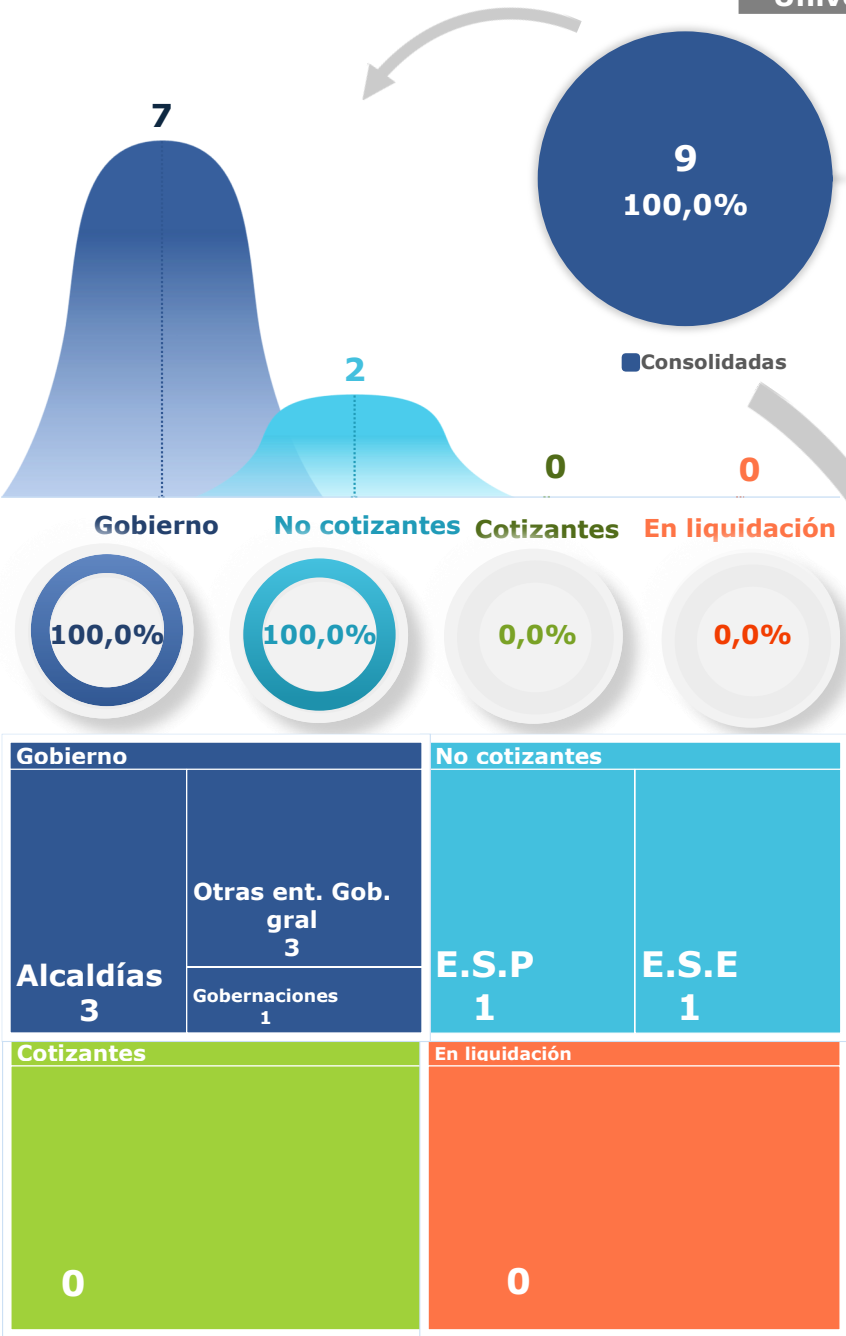 7
9
100,0%
Consolidadas
2
0
0
Gobierno
No cotizantes
Cotizantes
En liquidación
100,0%
100,0%
0,0%
0,0%
Gobierno
Alcaldías
3
Otras ent. Gob.
gral
3
Gobernaciones
1
No cotizantes
E.S.P
1
E.S.E
1
Cotizantes
0
En liquidación
0